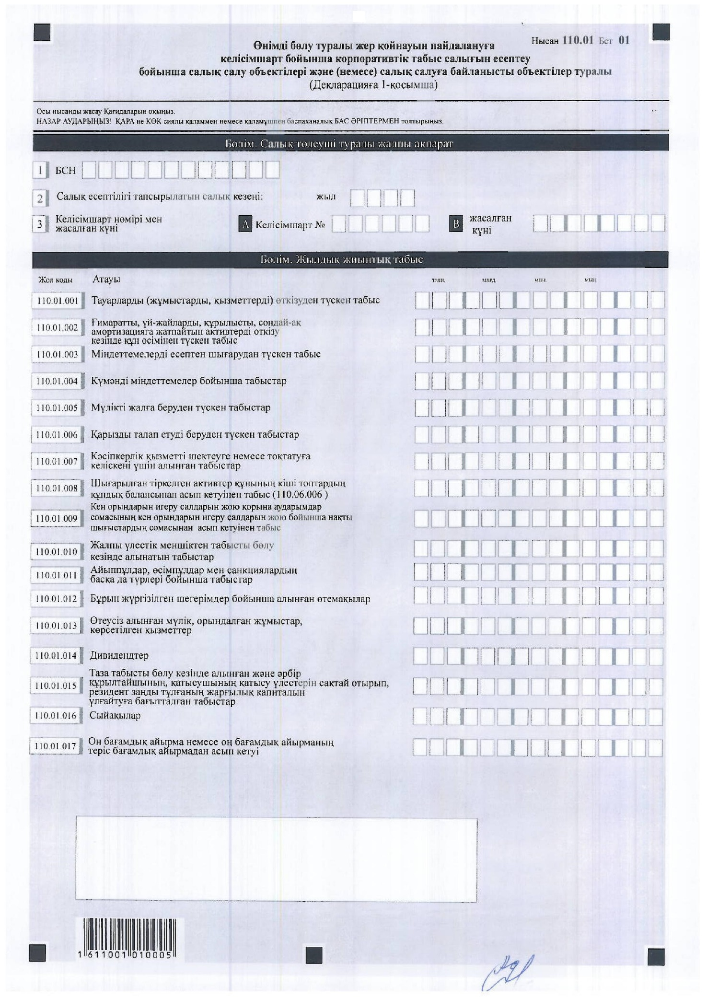 Нысан 110.01 Бет 01
Өнімді бөлу туралы жер қойнауын пайдалануға
келісімшарт бойынша корпоративтік табыс салығын есептеу
бойынша салық салу объектілері және (немесе) салық салуға байланысты объектілер туралы
(Декларацияға 1-қосымша)
Осы нысанды жасау Қағидаларын оқыңыз.
НАЗАР АУДАРЫҢЫЗ! ҚАРА не КӨК сиялы қаламмен немесе қаламұшпен баспаханалық БАС ӘРІПТЕРМЕН толтырыңыз.
Бөлім. Салық төлеуші туралы жалпы ақпарат
1 БСН
2 Салық есептілігі тапсырылатын салық кезеңі: жыл
3 Келісімшарт нөмірі мен
жасалған күні
A Келісімшарт №
B жасалған
күні
Бөлім. Жылдық жиынтық табыс
Жол коды Атауы трлн. млрд. млн. мың
110.01.001 Тауарларды (жұмыстарды, қызметтерді) өткізуден түскен табыс
110.01.002 Ғимаратты, үй-жайларды, құрылысты, сондай-ақ
амортизацияға жатпайтын активтерді өткізу
кезінде құн өсімінен түскен табыс
110.01.003 Міндеттемелерді есептен шығарудан түскен табыс
110.01.004 Күмәнді міндеттемелер бойынша табыстар
110.01.005 Мүлікті жалға беруден түскен табыстар
110.01.006 Қарызды талап етуді беруден түскен табыстар
110.01.007 Кәсіпкерлік қызметті шектеуге немесе тоқтатуға
келіскені үшін алынған табыстар
110.01.008 Шығарылған тіркелген активтер құнының кіші топтардың
құндық балансынан асып кетуінен табыс (110.06.006 )
110.01.009 Кен орындарын игеру салдарын жою қорына аударымдар
сомасының кен орындарын игеру салдарын жою бойынша нақты
шығыстардың сомасынан асып кетуінен табыс
110.01.010 Жалпы үлестік меншіктен табысты бөлу
кезінде алынатын табыстар
110.01.011 Айыппұлдар, өсімпұлдар мен санкциялардың
басқа да түрлері бойынша табыстар
110.01.012 Бұрын жүргізілген шегерімдер бойынша алынған өтемақылар
110.01.013 Өтеусіз алынған мүлік, орындалған жұмыстар,
көрсетілген қызметтер
110.01.014 Дивидендтер
110.01.015 Таза табысты бөлу кезінде алынған және әрбір
құрылтайшының, қатысушының қатысу үлестерін сақтай отырып,
резидент заңды тұлғаның жарғылық капиталын
ұлғайтуға бағытталған табыстар
110.01.016 Сыйақылар
110.01.017 Оң бағамдық айырма немесе оң бағамдық айырманың
теріс бағамдық айырмадан асып кетуі
1 611001 010005